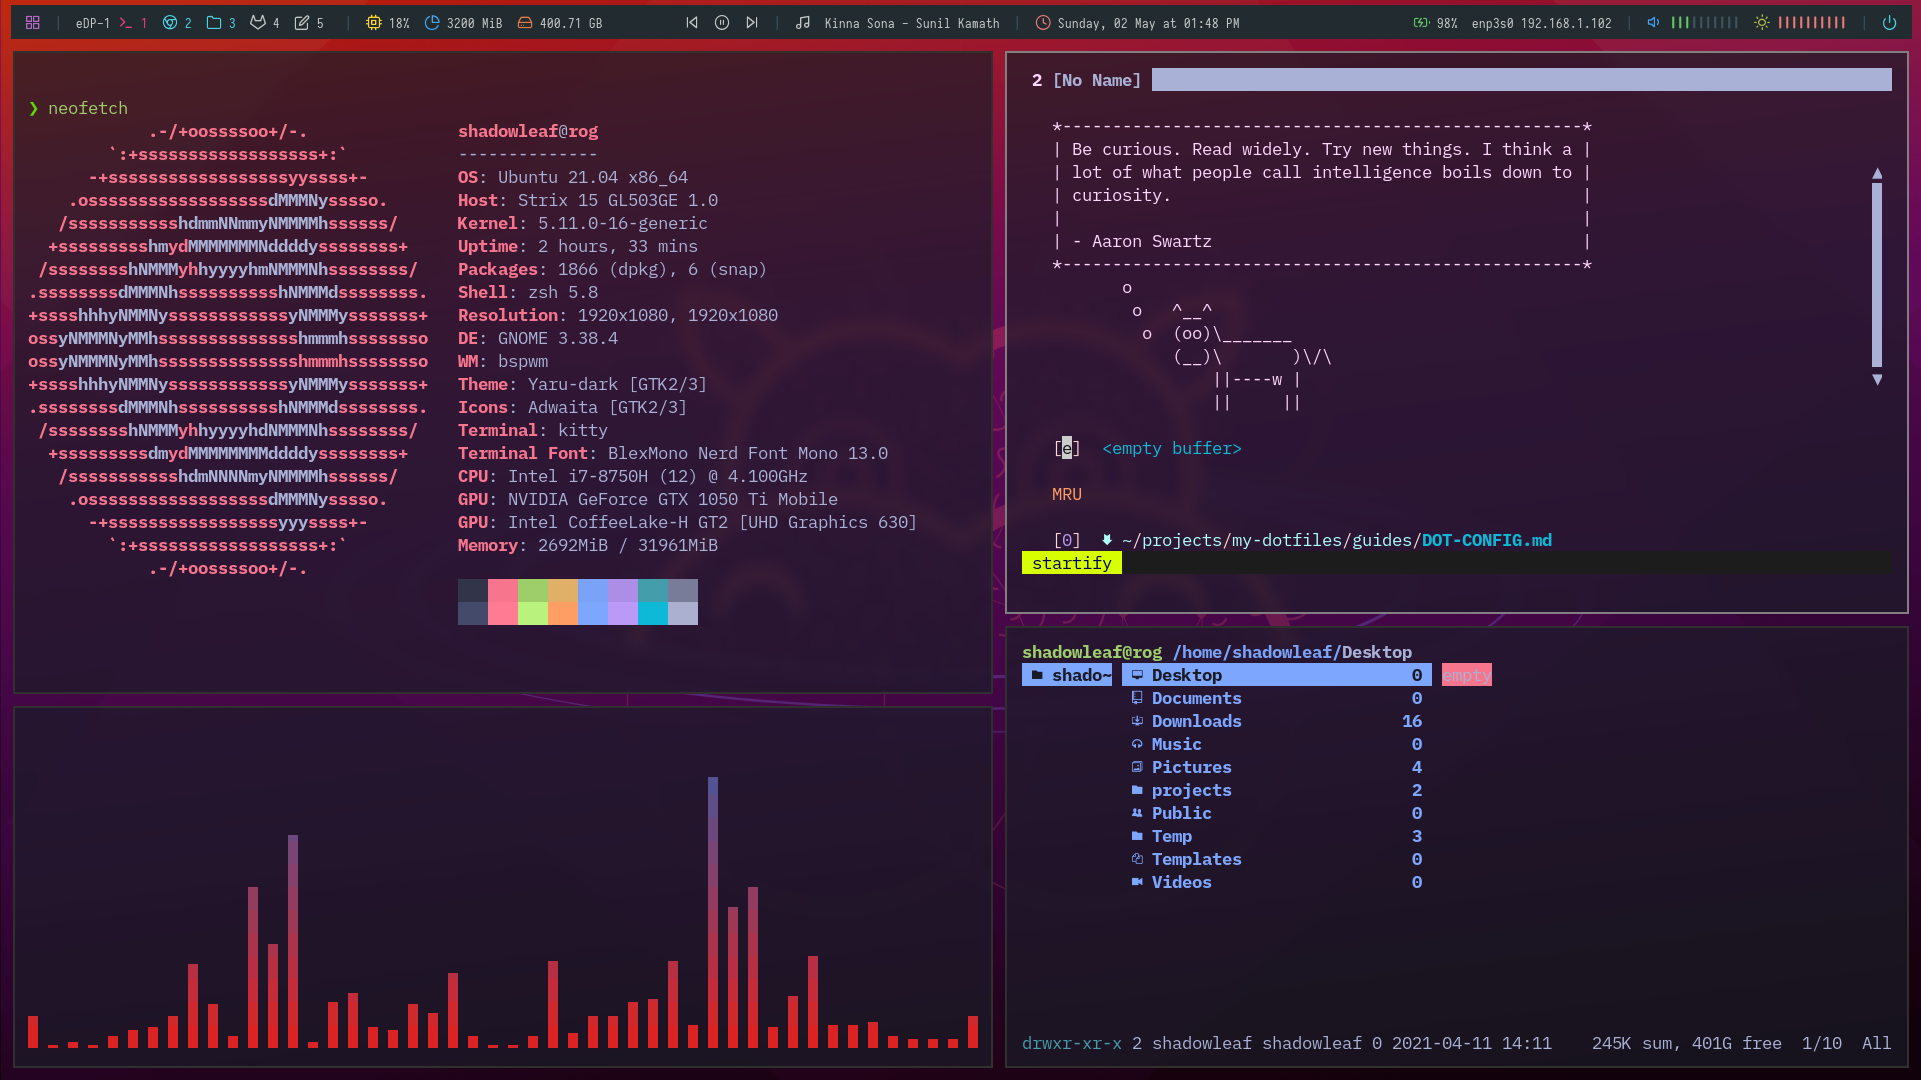 eDP-1 1 2 3 4 5 18% 3200 MiB 400.71 GB Kinna Sona - Sunil Kamath Sunday, 02 May at 01:48 PM 98% enp3s0 192.168.1.102
❯ neofetch
.-/+oossssoo+/-.
`:+ssssssssssssssssss+:`
-+ssssssssssssssssssyyssss+-
.ossssssssssssssssssdMMMNysssso.
/ssssssssssshdmmNNmmyNMMMMhssssss/
+ssssssssshmydMMMMMMMNddddyssssssss+
/sssssssshNMMMyhhyyyyhmNMMMNhssssssss/
.ssssssssdMMMNhsssssssssshNMMMdssssssss.
+sssshhhyNMMNyssssssssssssyNMMMysssssss+
ossyNMMMNyMMhsssssssssssssshmmmhssssssso
ossyNMMMNyMMhsssssssssssssshmmmhssssssso
+sssshhhyNMMNyssssssssssssyNMMMysssssss+
.ssssssssdMMMNhsssssssssshNMMMdssssssss.
/sssssssshNMMMyhhyyyyhdNMMMNhssssssss/
+sssssssssdmydMMMMMMMMddddyssssssss+
/ssssssssssshdmNNNNmyNMMMMhssssss/
.ossssssssssssssssssdMMMNysssso.
-+sssssssssssssssssyyyssss+-
`:+ssssssssssssssssss+:`
.-/+oossssoo+/-.
shadowleaf@rog
--------------
OS: Ubuntu 21.04 x86_64
Host: Strix 15 GL503GE 1.0
Kernel: 5.11.0-16-generic
Uptime: 2 hours, 33 mins
Packages: 1866 (dpkg), 6 (snap)
Shell: zsh 5.8
Resolution: 1920x1080, 1920x1080
DE: GNOME 3.38.4
WM: bspwm
Theme: Yaru-dark [GTK2/3]
Icons: Adwaita [GTK2/3]
Terminal: kitty
Terminal Font: BlexMono Nerd Font Mono 13.0
CPU: Intel i7-8750H (12) @ 4.100GHz
GPU: NVIDIA GeForce GTX 1050 Ti Mobile
GPU: Intel CoffeeLake-H GT2 [UHD Graphics 630]
Memory: 2692MiB / 31961MiB
2 [No Name]
*----------------------------------------------------*
| Be curious. Read widely. Try new things. I think a |
| lot of what people call intelligence boils down to |
| curiosity.
|                                                    |
| - Aaron Swartz                                     |
*----------------------------------------------------*
       o
        o   ^__^
         o  (oo)\_______
            (__)\       )\/\
                ||----w |
                ||     ||
[e] <empty buffer>
MRU
[0] ~/projects/my-dotfiles/guides/DOT-CONFIG.md
startify
shadowleaf@rog /home/shadowleaf/Desktop
shado~ Desktop 0 empty
Documents 0
Downloads 16
Music 0
Pictures 4
projects 2
Public 0
Temp 3
Templates 0
Videos 0
drwxr-xr-x 2 shadowleaf shadowleaf 0 2021-04-11 14:11 245K sum, 401G free 1/10 All